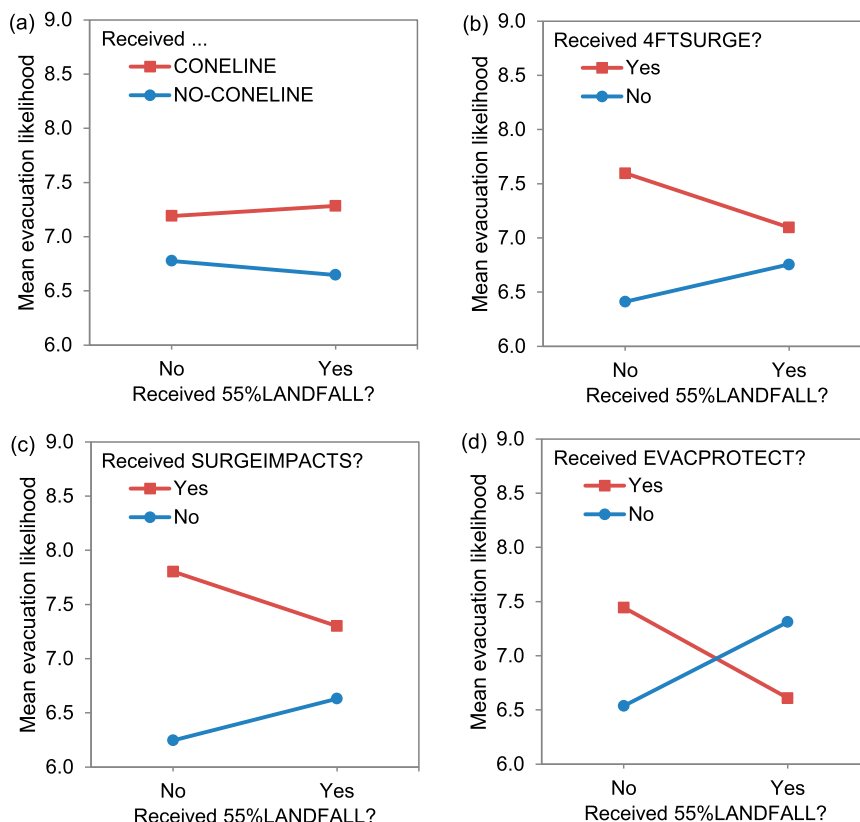 (a)
Mean evacuation likelihood
9.0
8.5
8.0
7.5
7.0
6.5
6.0
Received ...
CONELINE
NO-CONELINE
No
Yes
Received 55%LANDFALL?
(b)
Mean evacuation likelihood
9.0
8.5
8.0
7.5
7.0
6.5
6.0
Received 4FTSURGE?
Yes
No
No
Yes
Received 55%LANDFALL?
(c)
Mean evacuation likelihood
9.0
8.5
8.0
7.5
7.0
6.5
6.0
Received SURGEIMPACTS?
Yes
No
No
Yes
Received 55%LANDFALL?
(d)
Mean evacuation likelihood
9.0
8.5
8.0
7.5
7.0
6.5
6.0
Received EVACPROTECT?
Yes
No
No
Yes
Received 55%LANDFALL?